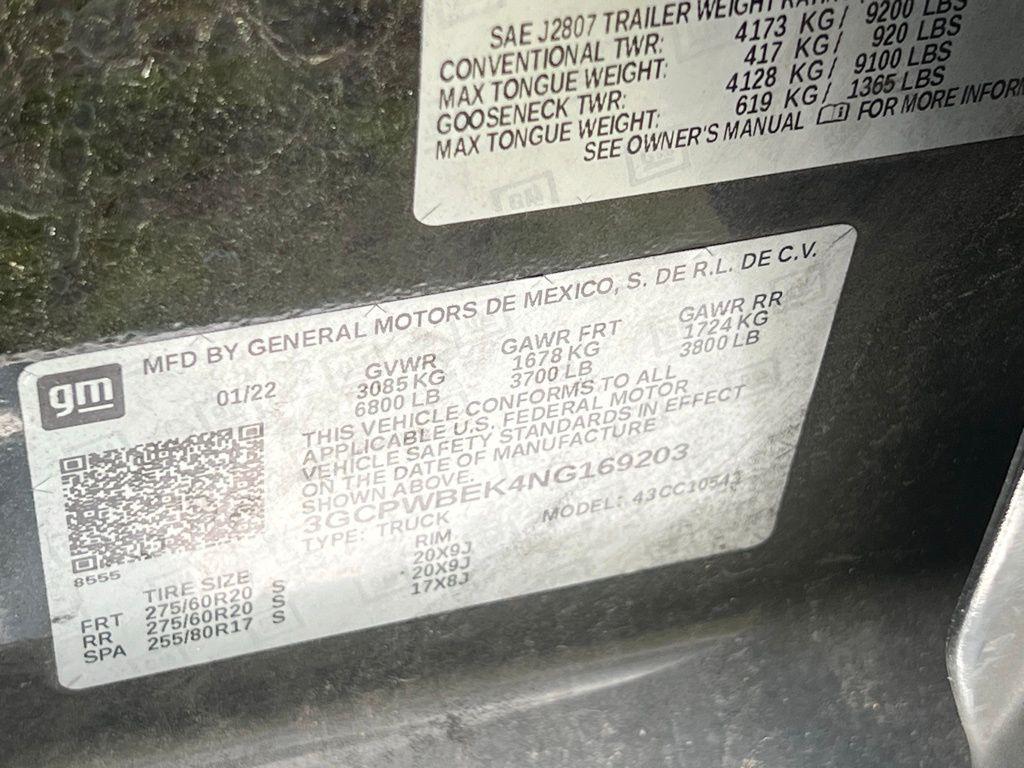 SAE J2807 TRAILER WEIGHT
CONVENTIONAL TWR: 4173 KG/ 9200 LBS
MAX TONGUE WEIGHT: 417 KG/ 920 LBS
GOOSENECK TWR: 4128 KG/ 9100 LBS
MAX TONGUE WEIGHT: 619 KG/ 1365 LBS
SEE OWNER'S MANUAL FOR MORE
gm
MFD BY GENERAL MOTORS DE MEXICO, S. DE R.L. DE C.V.
01/22 GVWR GAWR FRT GAWR RR
3085 KG 1678 KG 1724 KG
6800 LB 3700 LB 3800 LB
THIS VEHICLE CONFORMS TO ALL
APPLICABLE U.S. FEDERAL MOTOR
VEHICLE SAFETY STANDARDS IN EFFECT
ON THE DATE OF MANUFACTURE
SHOWN ABOVE.
3GCPWBEK4NG169203
TYPE: TRUCK MODEL: 43CC10543
8555
TIRE SIZE RIM
FRT 275/60R20 S 20X9J
RR 275/60R20 S 20X9J
SPA 255/80R17 S 17X8J